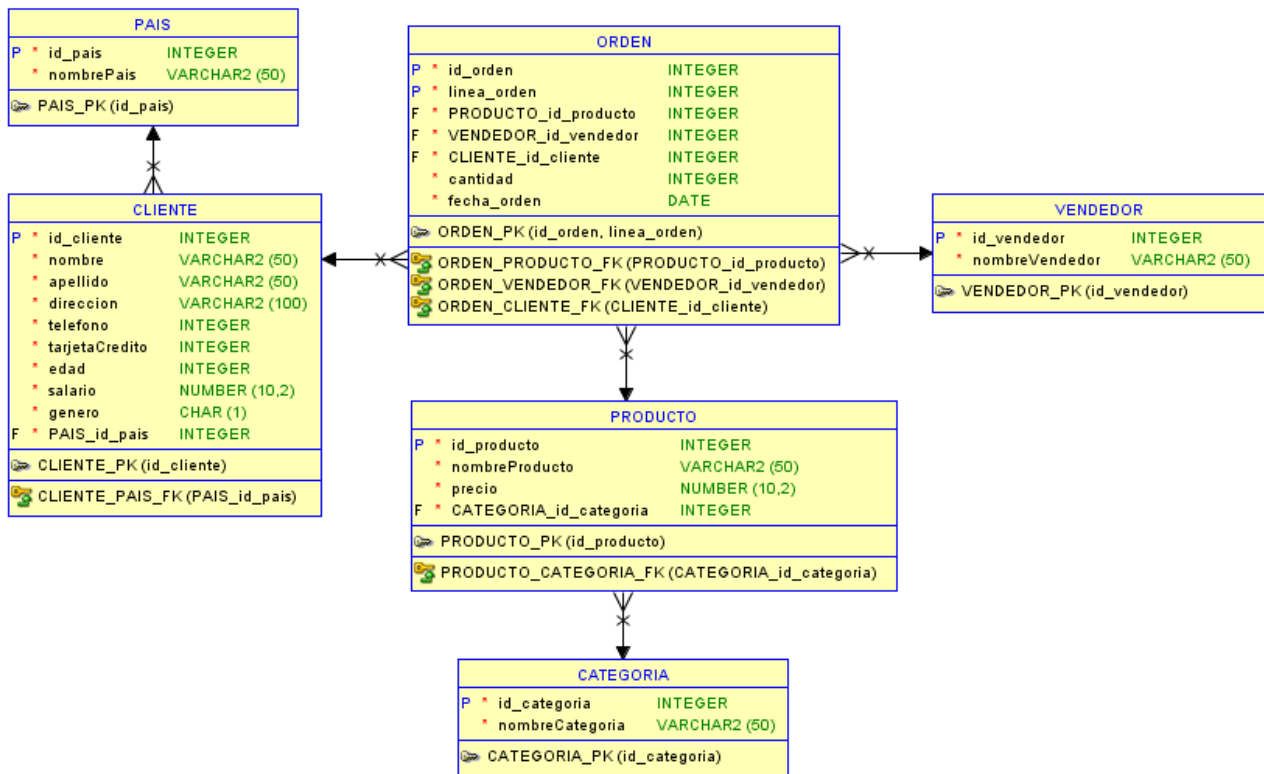 PAIS
P * id_pais INTEGER
* nombrePais VARCHAR2 (50)
PAIS_PK (id_pais)
CLIENTE
P * id_cliente INTEGER
* nombre VARCHAR2 (50)
* apellido VARCHAR2 (50)
* direccion VARCHAR2 (100)
* telefono INTEGER
* tarjetaCredito INTEGER
* edad INTEGER
* salario NUMBER (10,2)
* genero CHAR (1)
F * PAIS_id_pais INTEGER
CLIENTE_PK (id_cliente)
CLIENTE_PAIS_FK (PAIS_id_pais)
ORDEN
P * id_orden INTEGER
P * linea_orden INTEGER
F * PRODUCTO_id_producto INTEGER
F * VENDEDOR_id_vendedor INTEGER
F * CLIENTE_id_cliente INTEGER
* cantidad INTEGER
* fecha_orden DATE
ORDEN_PK (id_orden, linea_orden)
ORDEN_PRODUCTO_FK (PRODUCTO_id_producto)
ORDEN_VENDEDOR_FK (VENDEDOR_id_vendedor)
ORDEN_CLIENTE_FK (CLIENTE_id_cliente)
VENDEDOR
P * id_vendedor INTEGER
* nombreVendedor VARCHAR2 (50)
VENDEDOR_PK (id_vendedor)
PRODUCTO
P * id_producto INTEGER
* nombreProducto VARCHAR2 (50)
* precio NUMBER (10,2)
F * CATEGORIA_id_categoria INTEGER
PRODUCTO_PK (id_producto)
PRODUCTO_CATEGORIA_FK (CATEGORIA_id_categoria)
CATEGORIA
P * id_categoria INTEGER
* nombreCategoria VARCHAR2 (50)
CATEGORIA_PK (id_categoria)